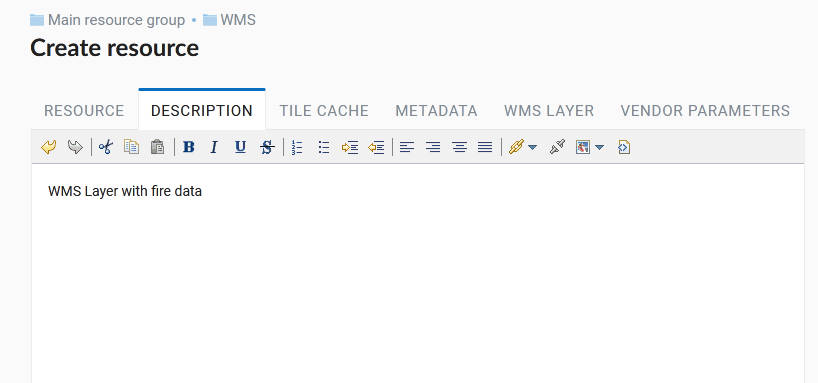 Main resource group • WMS
Create resource
RESOURCE DESCRIPTION TILE CACHE METADATA WMS LAYER VENDOR PARAMETERS
B I U S
WMS Layer with fire data